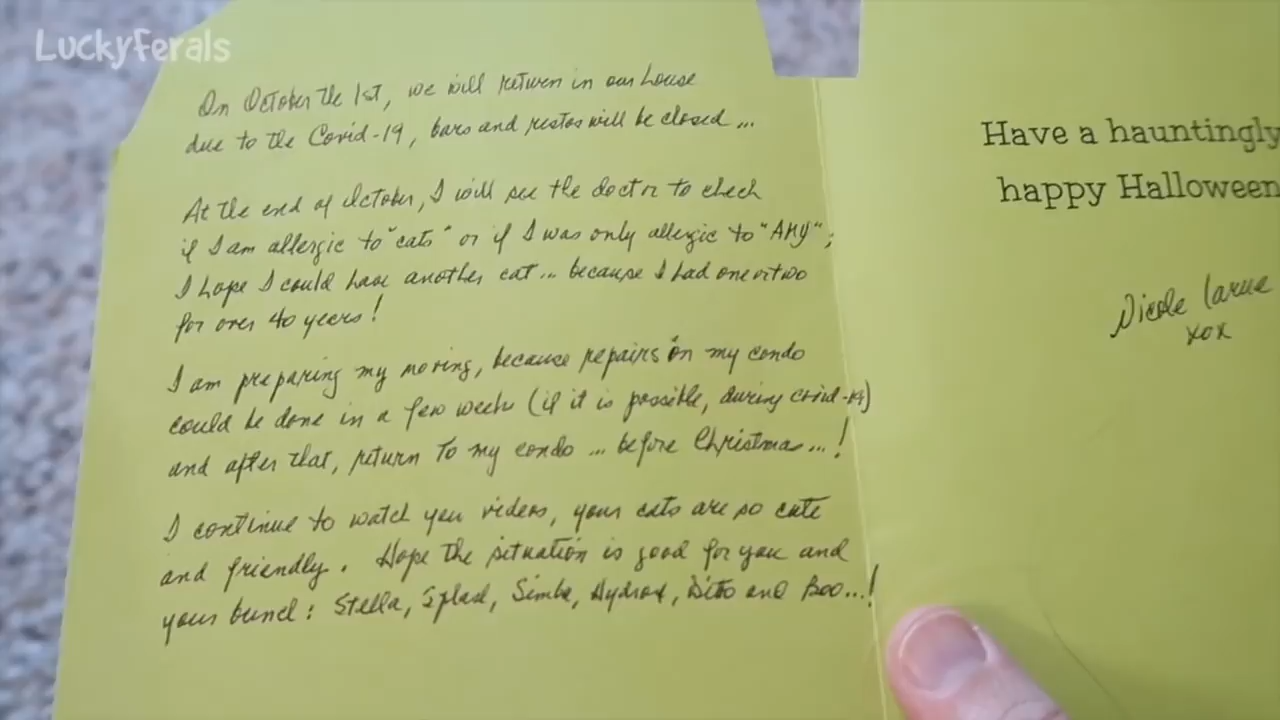 LuckyFerals
On October the 1st, we will return in our house
due to the Covid-19, bars and restos will be closed...
At the end of October, I will see the doctor to check
if I am allergic to "cats" or if I was only allergic to "AMY";
I hope I could have another cat... because I had one or two
for over 40 years!
I am preparing my moving, because repairs on my condo
could be done in a few weeks (if it is possible, during covid-19)
and after that, return to my condo... before Christmas...!
I continue to watch you videos, your cats are so cute
and friendly. Hope the situation is good for you and
your bunch: Stella, Splash, Simba, Hydrox, Ditto and Boo...!
Have a hauntingly
happy Halloween
Nicole Larue
xox